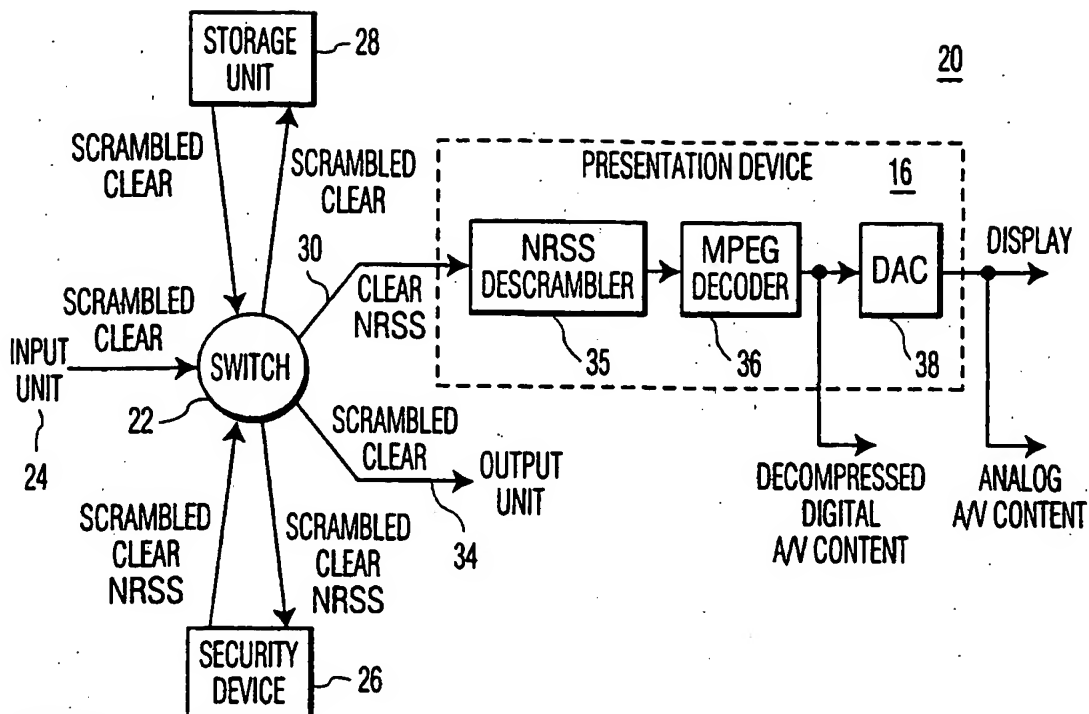 STORAGE
UNIT
28
20
SCRAMBLED
CLEAR
SCRAMBLED
CLEAR
PRESENTATION DEVICE
16
30
CLEAR
NRSS
NRSS
DESCRAMBLER
35
MPEG
DECODER
36
DAC
38
DISPLAY
SCRAMBLED
CLEAR
INPUT
UNIT
24
SWITCH
22
SCRAMBLED
CLEAR
34
OUTPUT
UNIT
DECOMPRESSED
DIGITAL
A/V CONTENT
ANALOG
A/V CONTENT
SCRAMBLED
CLEAR
NRSS
SCRAMBLED
CLEAR
NRSS
SECURITY
DEVICE
26